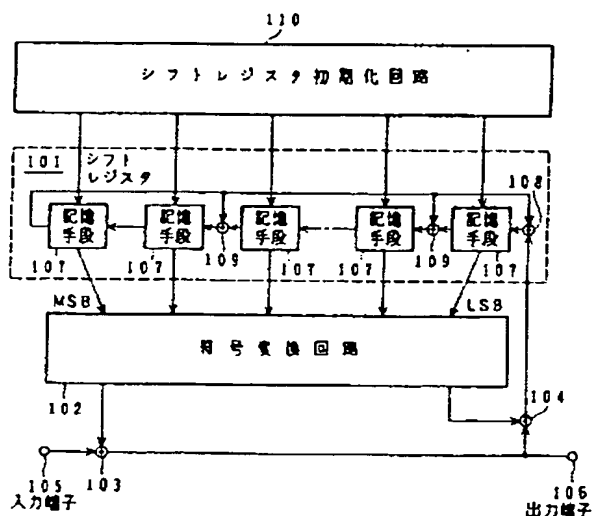 110
シフトレジスタ初期化回路
101 シフト
レジスタ
108
記憶
手段
記憶
手段
記憶
手段
記憶
手段
記憶
手段
107
107
109
107
107
109
107
MSB
LSB
符号変換回路
102
104
105
103
106
入力端子
出力端子